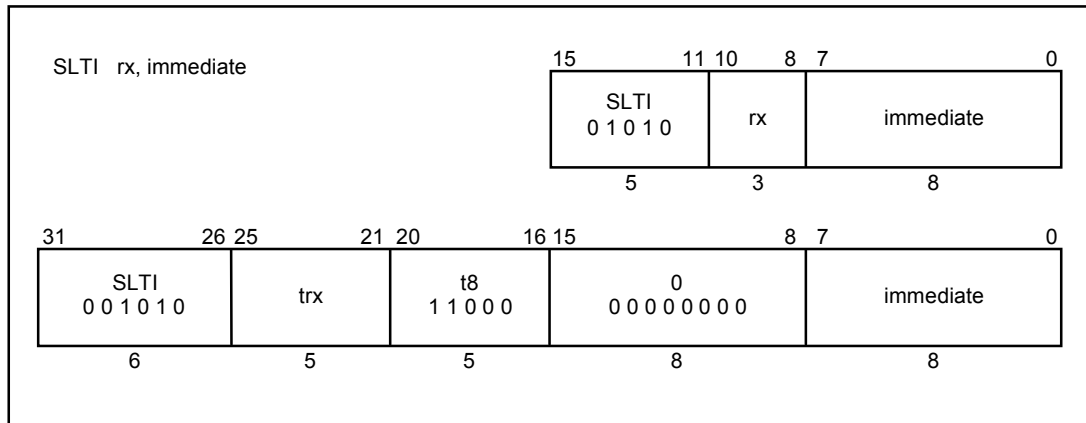 SLTI rx, immediate
15 11 10 8 7 0
SLTI rx immediate
0 1 0 1 0
5 3 8
31 26 25 21 20 16 15 8 7 0
SLTI trx t8 0 immediate
0 0 1 0 1 0 1 1 0 0 0 0 0 0 0 0 0 0 0
6 5 5 8 8